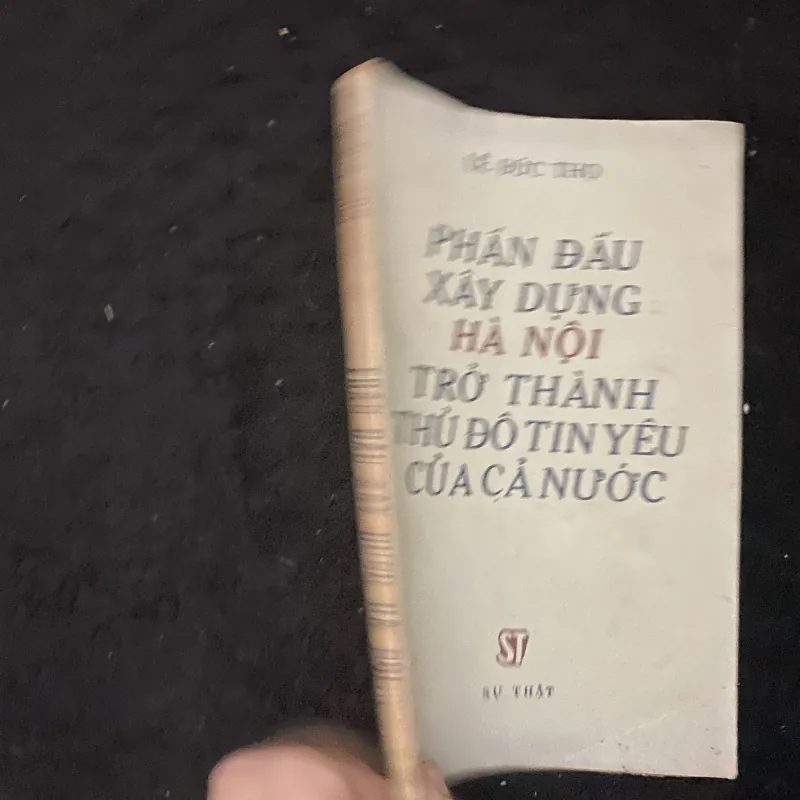 LÊ ĐỨC THỌ
PHẤN ĐẤU
XÂY DỰNG
HÀ NỘI
TRỞ THÀNH
THỦ ĐÔ TIN YÊU
CỦA CẢ NƯỚC
ST
SỰ THẬT